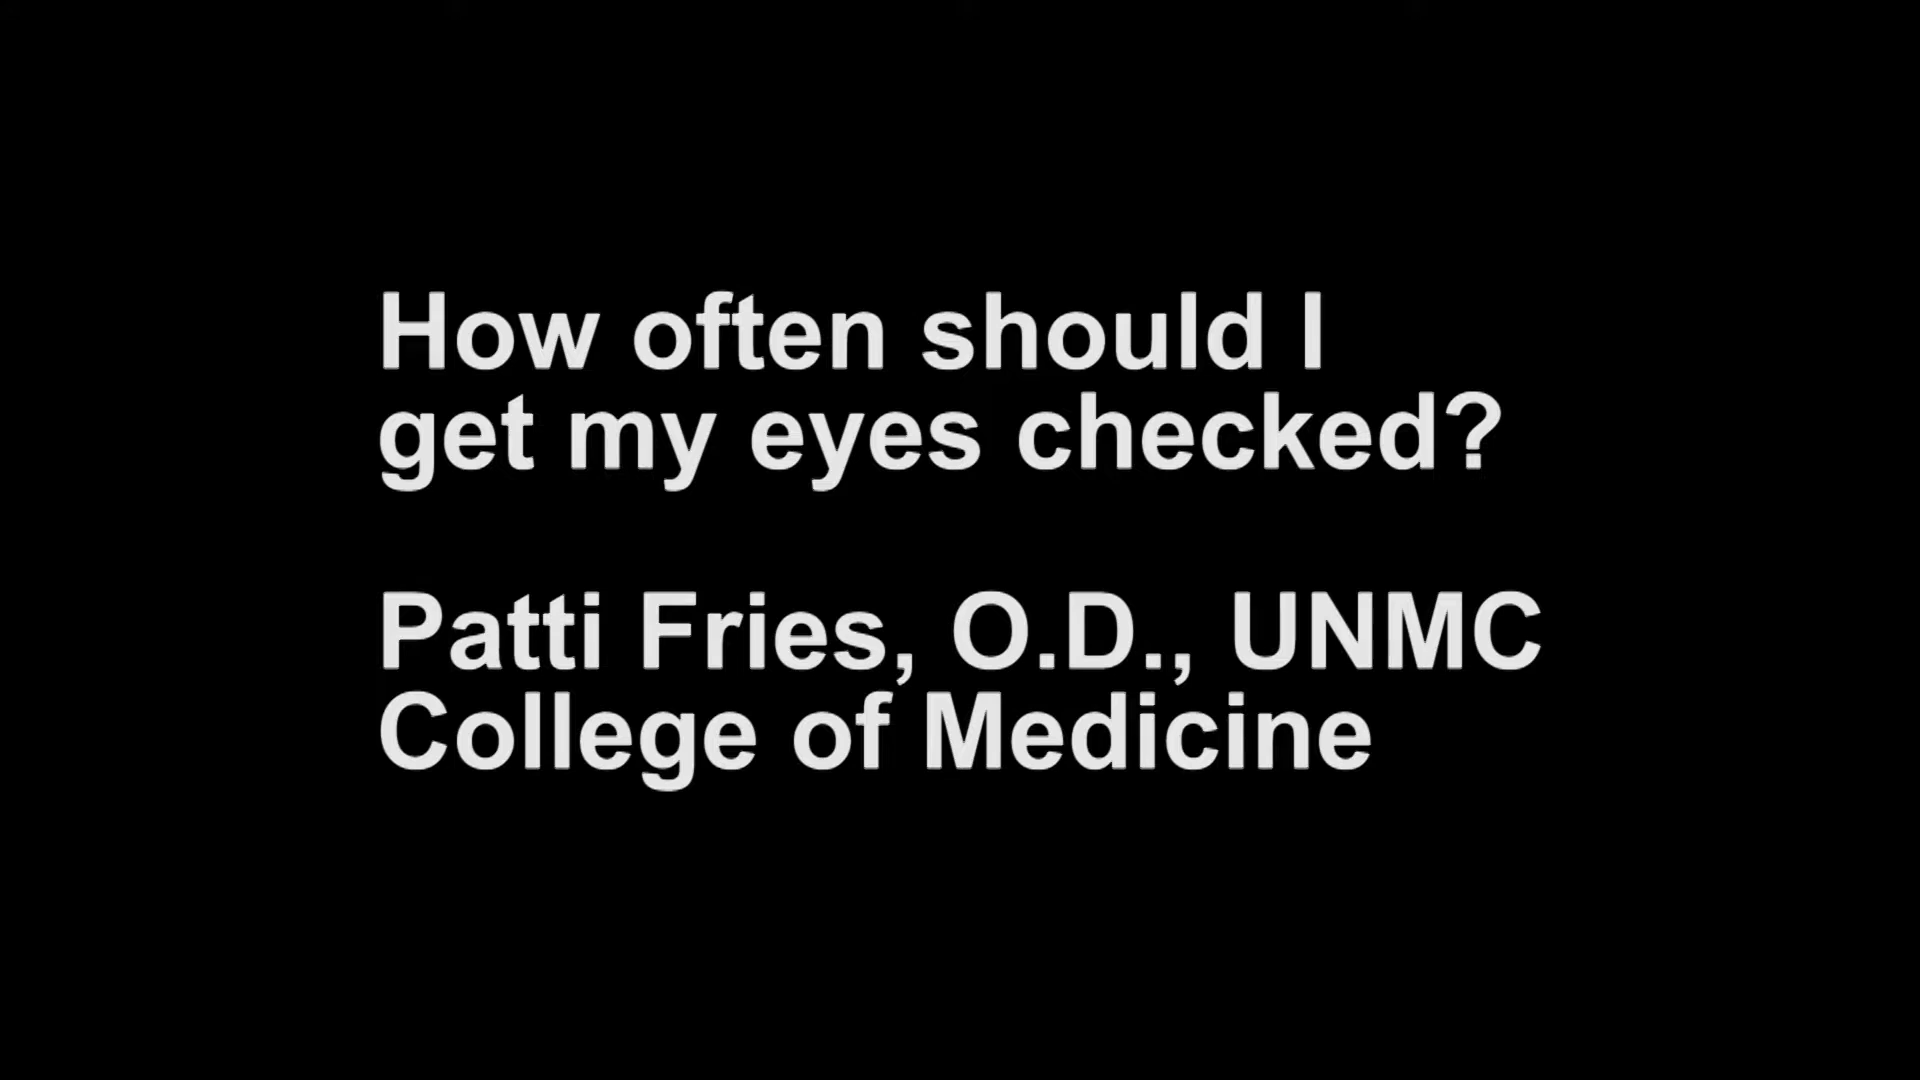 How often should I
get my eyes checked?
Patti Fries, O.D., UNMC
College of Medicine